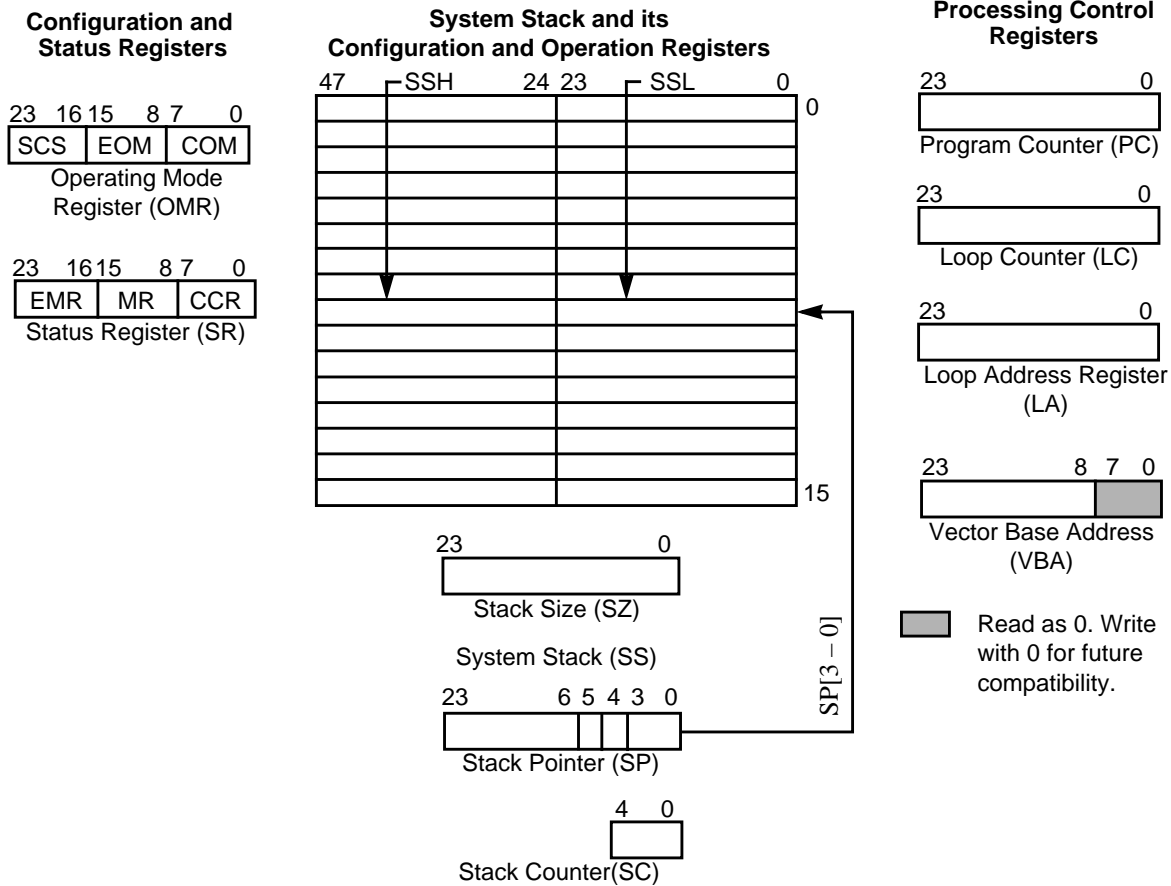 Configuration and
Status Registers
23 16 15 8 7 0
SCS EOM COM
Operating Mode
Register (OMR)
23 16 15 8 7 0
EMR MR CCR
Status Register (SR)
System Stack and its
Configuration and Operation Registers
47 SSH 24 23 SSL 0
0
15
23 0
Stack Size (SZ)
System Stack (SS)
23 6 5 4 3 0
Stack Pointer (SP)
SP[3 – 0]
4 0
Stack Counter(SC)
Processing Control
Registers
23 0
Program Counter (PC)
23 0
Loop Counter (LC)
23 0
Loop Address Register
(LA)
23 8 7 0
Vector Base Address
(VBA)
Read as 0. Write
with 0 for future
compatibility.